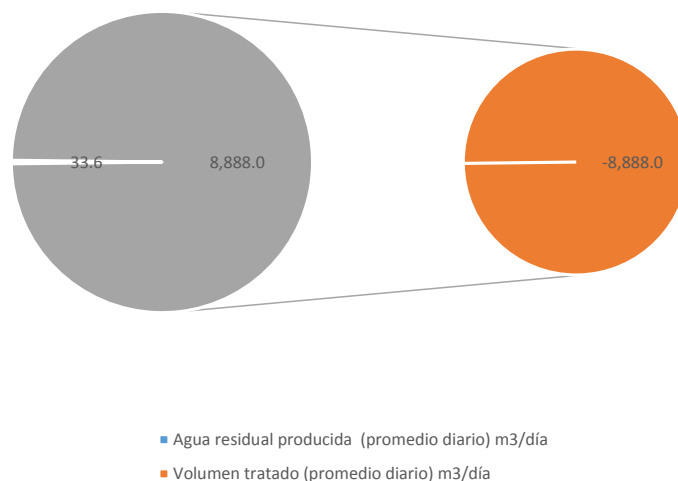 33.6 8,888.0 -8,888.0
Agua residual producida (promedio diario) m3/día
Volumen tratado (promedio diario) m3/día